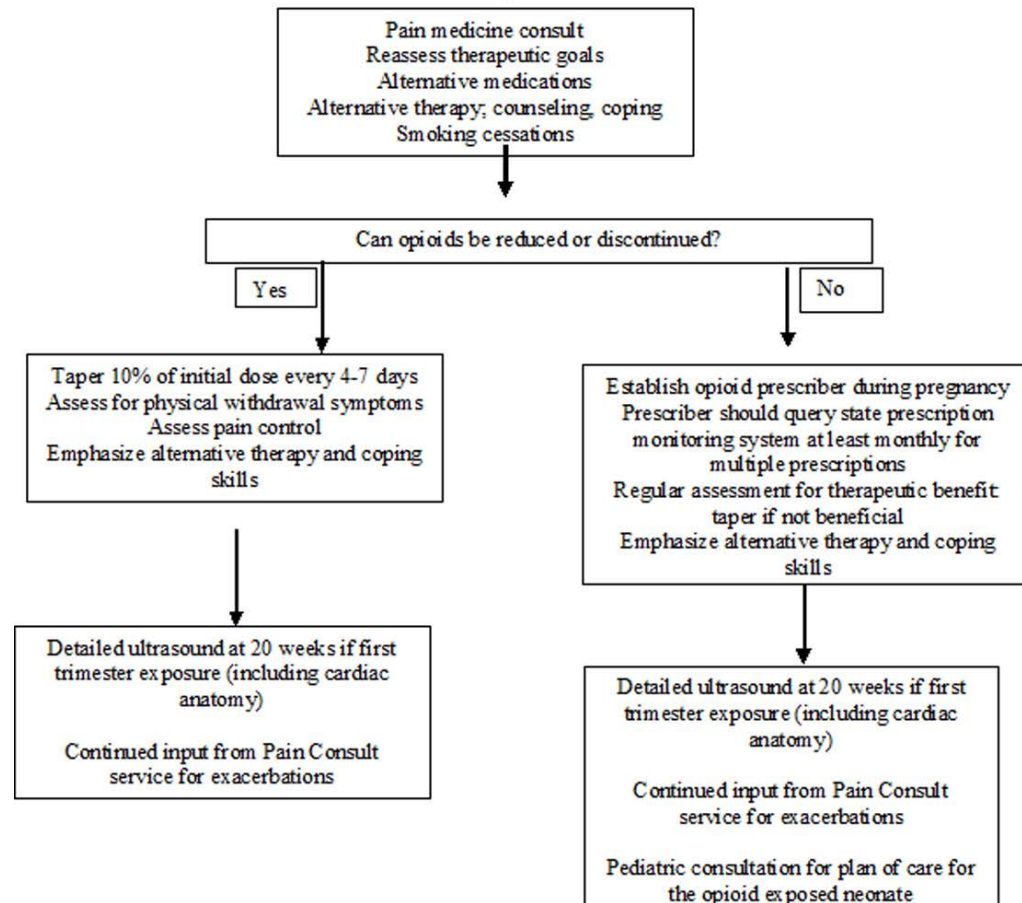 Pain medicine consult
Reassess therapeutic goals
Alternative medications
Alternative therapy; counseling, coping
Smoking cessations
Can opioids be reduced or discontinued?
Yes
No
Taper 10% of initial dose every 4-7 days
Assess for physical withdrawal symptoms
Assess pain control
Emphasize alternative therapy and coping
skills
Establish opioid prescriber during pregnancy
Prescriber should query state prescription
monitoring system at least monthly for
multiple prescriptions
Regular assessment for therapeutic benefit:
taper if not beneficial
Emphasize alternative therapy and coping
skills
Detailed ultrasound at 20 weeks if first
trimester exposure (including cardiac
anatomy)
Continued input from Pain Consult
service for exacerbations
Detailed ultrasound at 20 weeks if first
trimester exposure (including cardiac
anatomy)
Continued input from Pain Consult
service for exacerbations
Pediatric consultation for plan of care for
the opioid exposed neonate